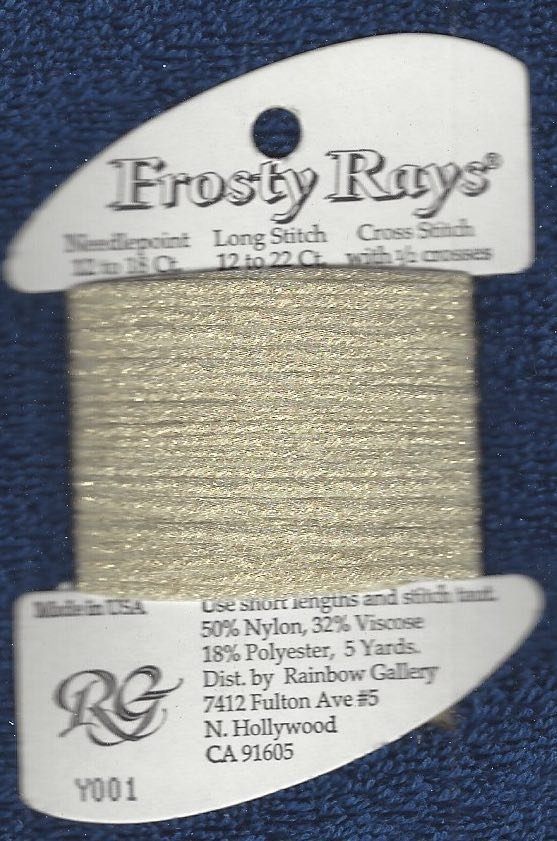 Frosty Rays®
Needlepoint Long Stitch Cross Stitch
12 to 18 Ct. 12 to 22 Ct. with ½ crosses
Made in USA
Use short lengths and stitch taut.
50% Nylon, 32% Viscose
18% Polyester, 5 Yards.
Dist. by Rainbow Gallery
7412 Fulton Ave #5
N. Hollywood
CA 91605
RG
Y001